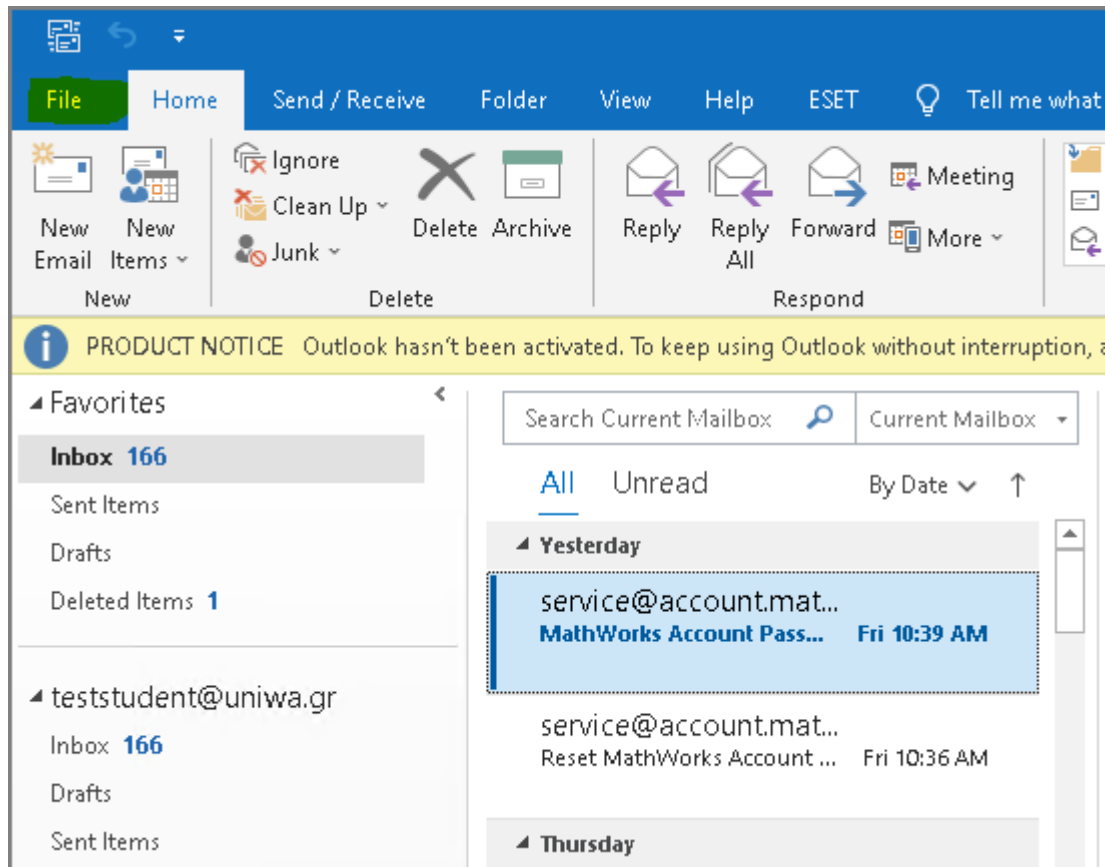 File Home Send / Receive Folder View Help ESET Tell me what
New Email
New Items
Ignore
Clean Up
Junk
Delete
Archive
Reply
Reply All
Forward
Meeting
More
New Delete Respond
PRODUCT NOTICE Outlook hasn't been activated. To keep using Outlook without interruption,
Favorites
Inbox 166
Sent Items
Drafts
Deleted Items 1
teststudent@uniwa.gr
Inbox 166
Drafts
Sent Items
Search Current Mailbox Current Mailbox
All Unread By Date
Yesterday
service@account.mat...
MathWorks Account Pass... Fri 10:39 AM
service@account.mat...
Reset MathWorks Account ... Fri 10:36 AM
Thursday